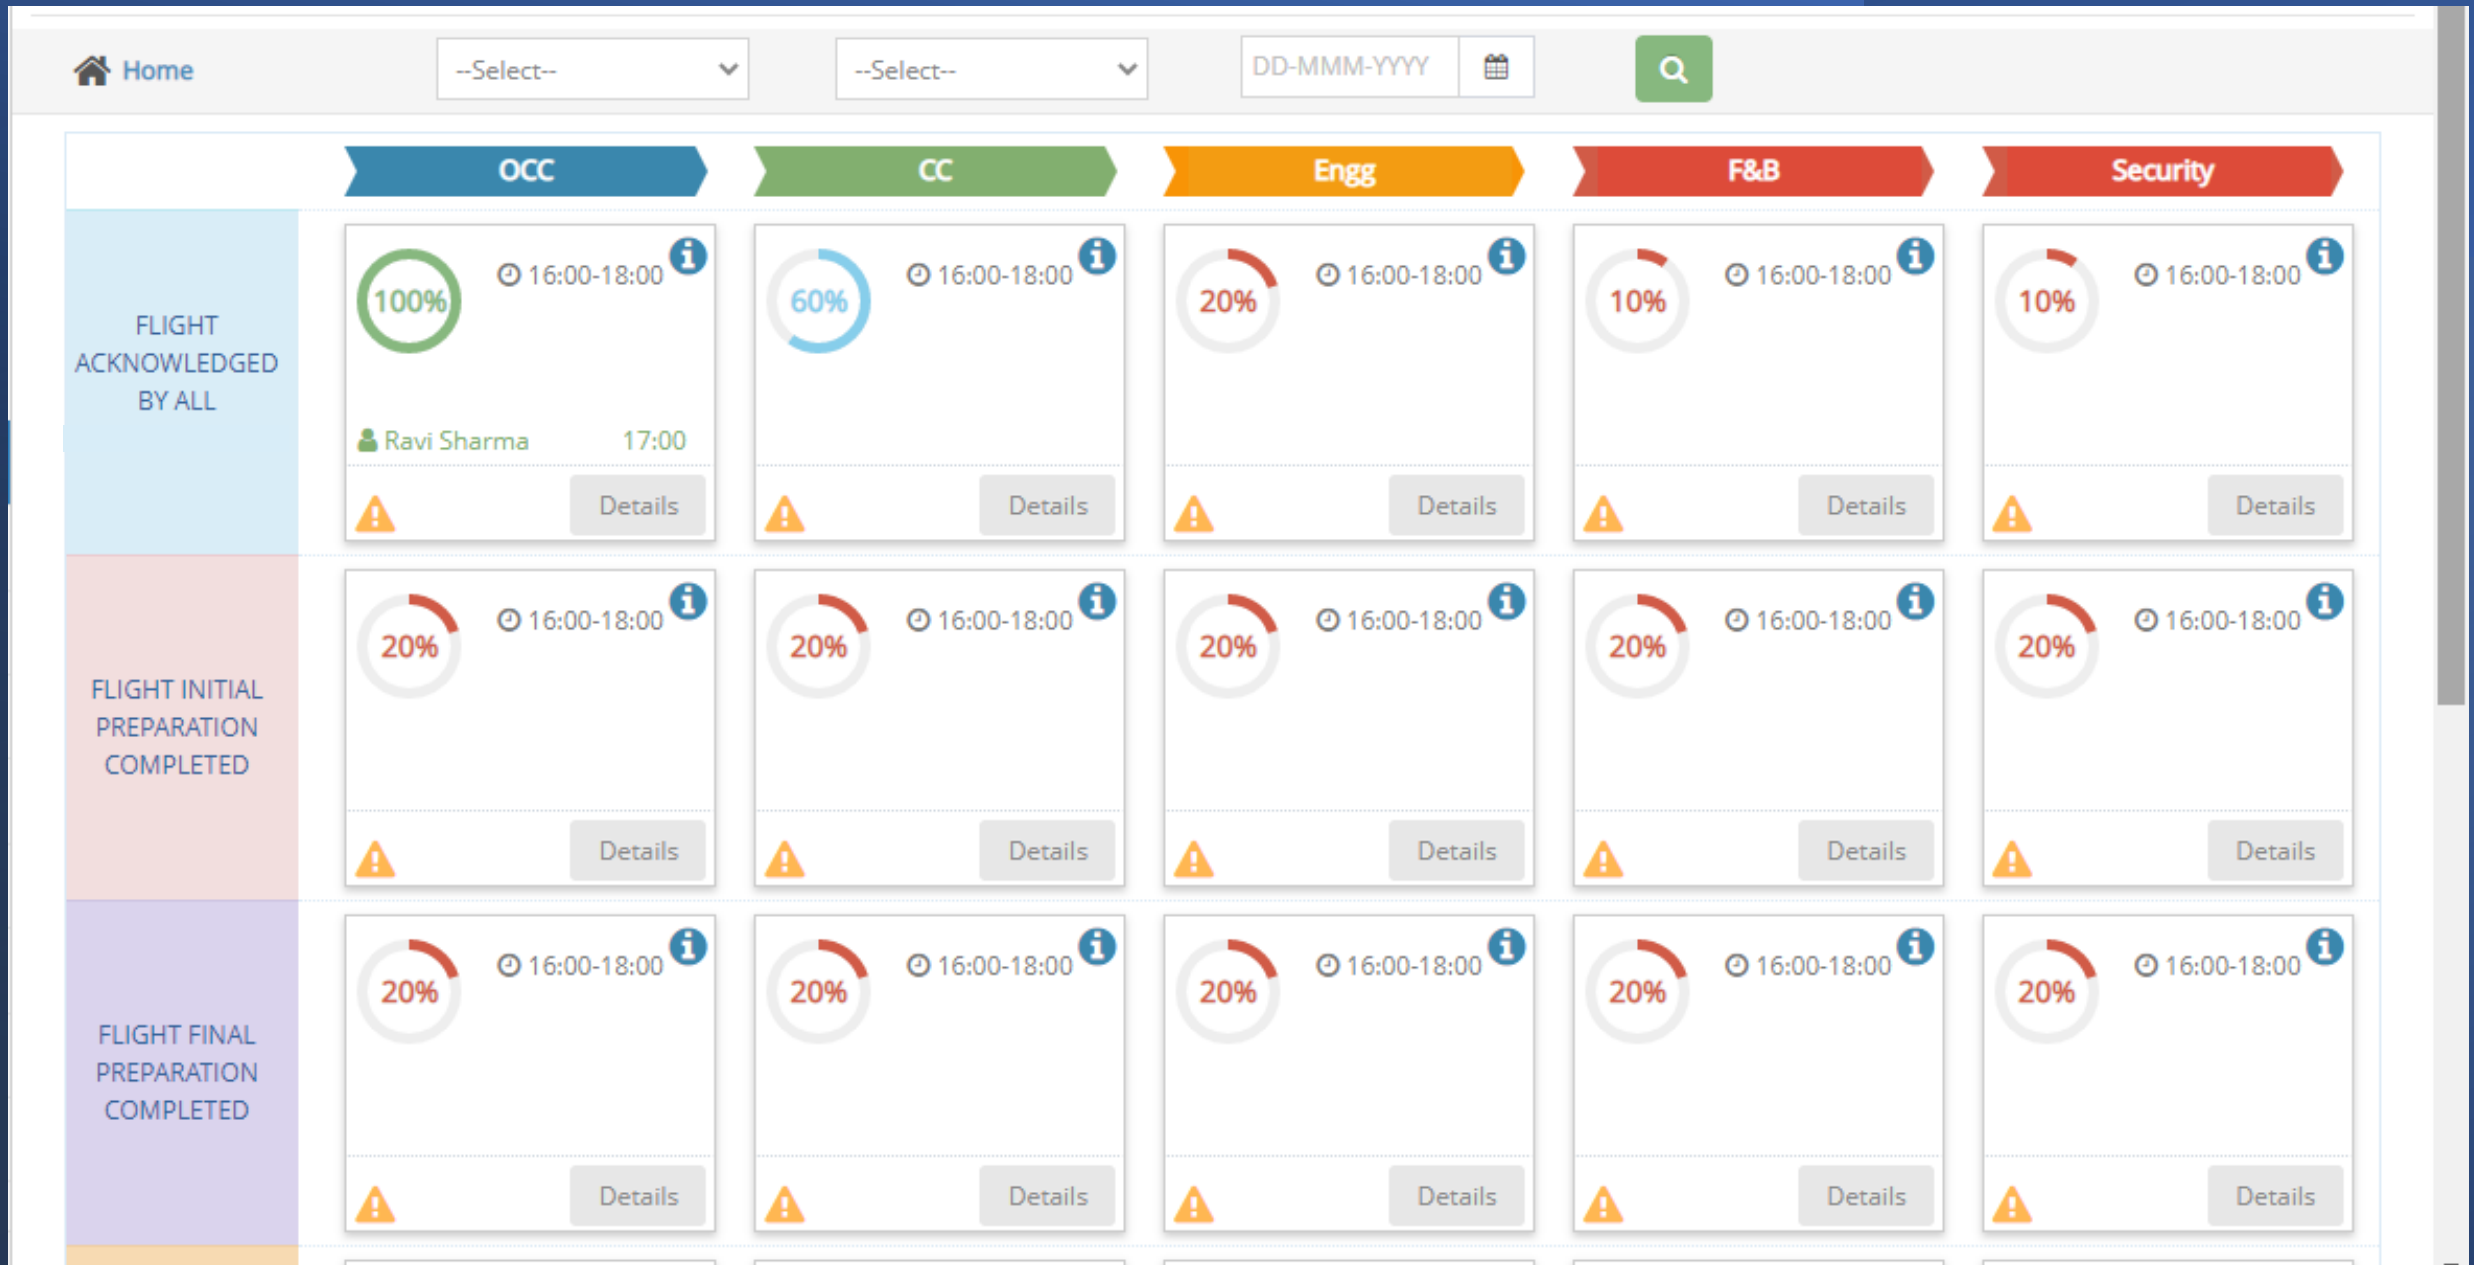 Home --Select-- --Select-- DD-MMM-YYYY
OCC CC Engg F&B Security
FLIGHT
ACKNOWLEDGED
BY ALL
100% 16:00-18:00
Ravi Sharma 17:00
Details
60% 16:00-18:00
Details
20% 16:00-18:00
Details
10% 16:00-18:00
Details
10% 16:00-18:00
Details
FLIGHT INITIAL
PREPARATION
COMPLETED
20% 16:00-18:00
Details
20% 16:00-18:00
Details
20% 16:00-18:00
Details
20% 16:00-18:00
Details
20% 16:00-18:00
Details
FLIGHT FINAL
PREPARATION
COMPLETED
20% 16:00-18:00
Details
20% 16:00-18:00
Details
20% 16:00-18:00
Details
20% 16:00-18:00
Details
20% 16:00-18:00
Details